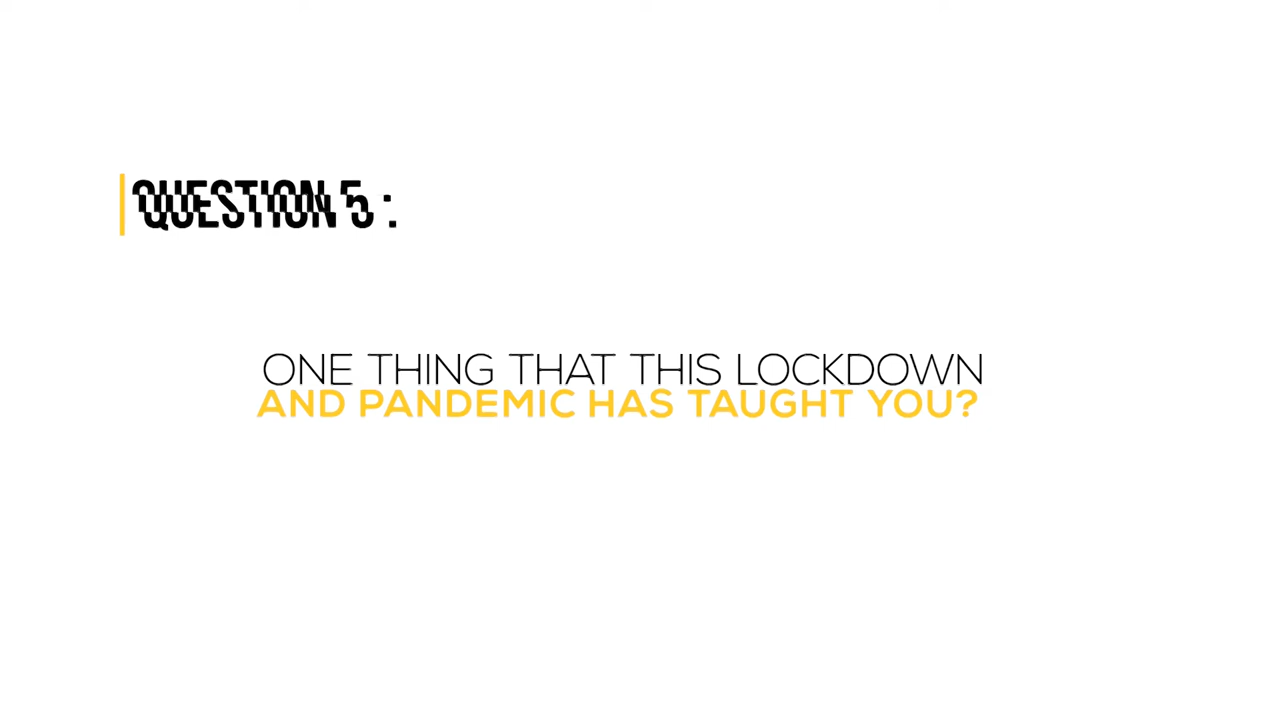 QUESTION 5 :
ONE THING THAT THIS LOCKDOWN
AND PANDEMIC HAS TAUGHT YOU?